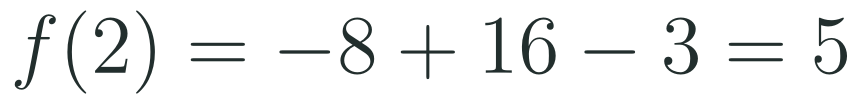 f(2) = −8 + 16 − 3 = 5